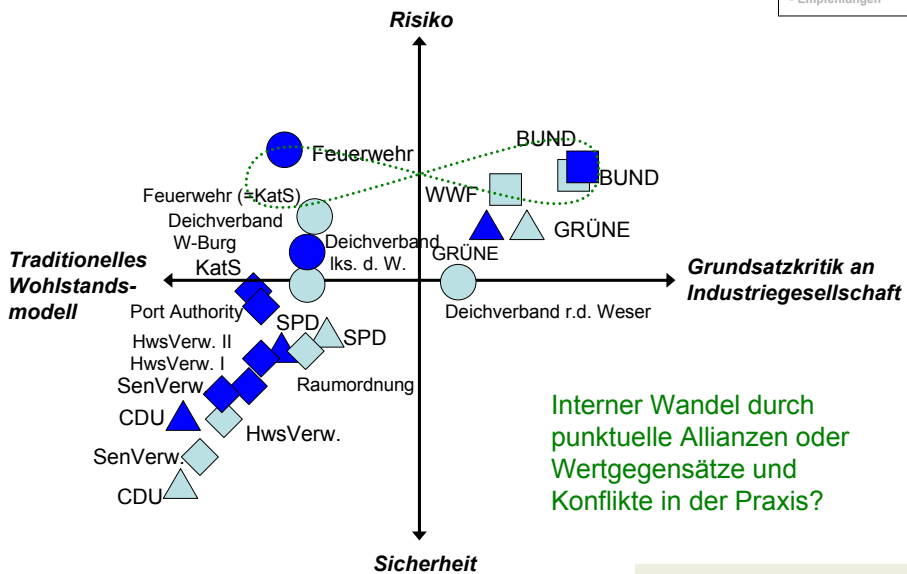 - Empfehlungen
Risiko
BUND
Feuerwehr
BUND
Feuerwehr (=KatS)
WWF
Deichverband
W-Burg
Deichverband
lks. d. W.
GRÜNE
GRÜNE
Traditionelles
Wohlstands-
modell
KatS
Grundsatzkritik an
Industriegesellschaft
Port Authority
Deichverband r.d. Weser
SPD
SPD
HwsVerw. II
HwsVerw. I
Raumordnung
SenVerw.
CDU
HwsVerw.
SenVerw.
CDU
Interner Wandel durch
punktuelle Allianzen oder
Wertgegensätze und
Konflikte in der Praxis?
Sicherheit